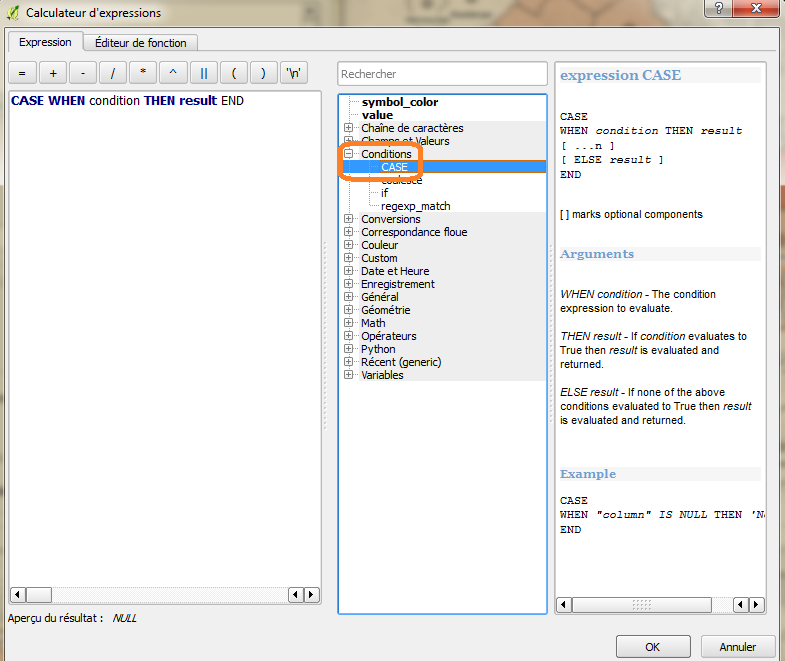 Calculateur d'expressions
?
Expression
Éditeur de fonction
= + - / * ^ || ( ) '\n'
CASE WHEN condition THEN result END
Aperçu du résultat : NULL
Rechercher
symbol_color
value
Chaîne de caractères
Champs et Valeurs
Conditions
CASE
coalesce
if
regexp_match
Conversions
Correspondance floue
Couleur
Custom
Date et Heure
Enregistrement
Général
Géométrie
Math
Opérateurs
Python
Récent (generic)
Variables
expression CASE
CASE
WHEN condition THEN result
[ ...n ]
[ ELSE result ]
END
[ ] marks optional components
Arguments
WHEN condition - The condition
expression to evaluate.
THEN result - If condition evaluates to
True then result is evaluated and
returned.
ELSE result - If none of the above
conditions evaluated to True then result
is evaluated and returned.
Example
CASE
WHEN "column" IS NULL THEN
END
OK
Annuler